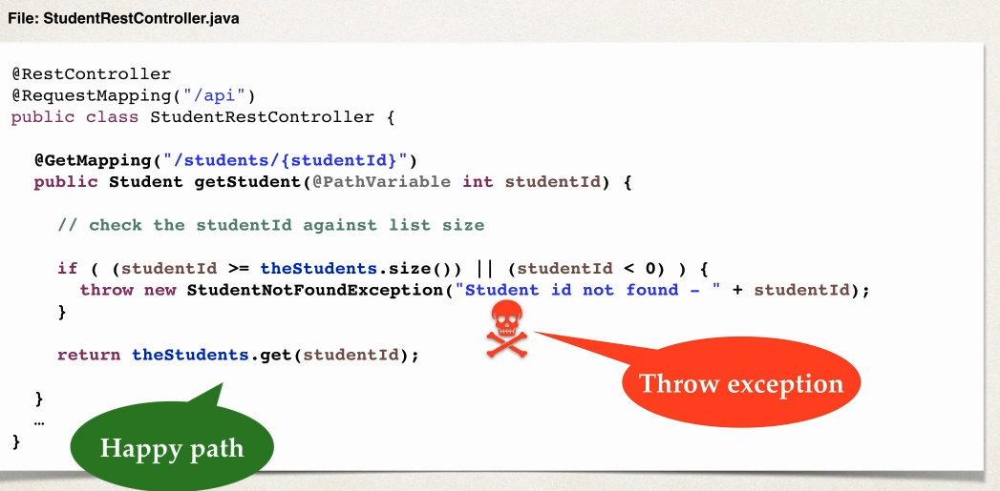 File: StudentRestController.java
@RestController
@RequestMapping("/api")
public class StudentRestController {
@GetMapping("/students/{studentId}")
public Student getStudent(@PathVariable int studentId) {
// check the studentId against list size
if ( (studentId >= theStudents.size()) || (studentId < 0) ) {
throw new StudentNotFoundException("Student id not found - " + studentId);
}
return theStudents.get(studentId);
}
…
}
Throw exception
Happy path